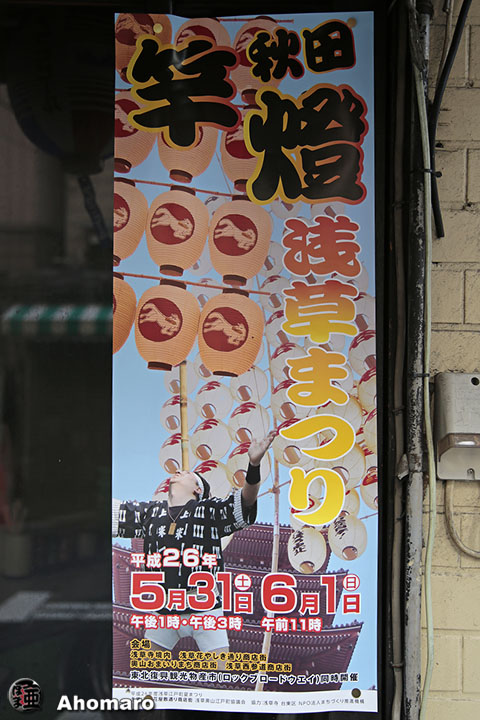 秋田
竿燈
浅草まつり
平成26年
5月31日(土) 6月1日(日)
午後1時・午後3時 午前11時
会場
浅草寺境内 浅草花やしき通り商店街
奥山おまいりまち商店街 浅草西参道商店街
東北復興観光物産市(ロックブロードウエイ)同時開催
Ahomaro